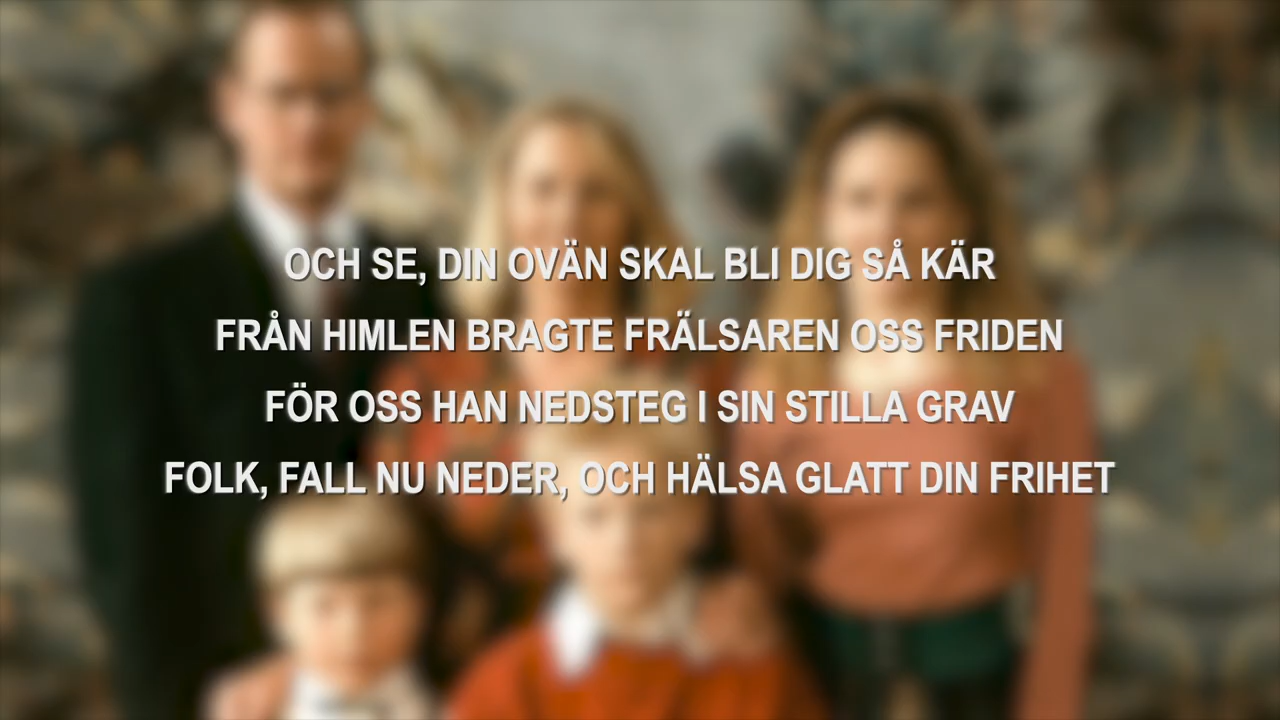 OCH SE, DIN OVÄN SKAL BLI DIG SÅ KÄR
FRÅN HIMLEN BRAGTE FRÄLSAREN OSS FRIDEN
FÖR OSS HAN NEDSTEG I SIN STILLA GRAV
FOLK, FALL NU NEDER, OCH HÄLSA GLATT DIN FRIHET